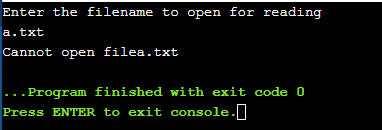 Enter the filename to open for reading
a.txt
Cannot open filea.txt
...Program finished with exit code 0
Press ENTER to exit console.